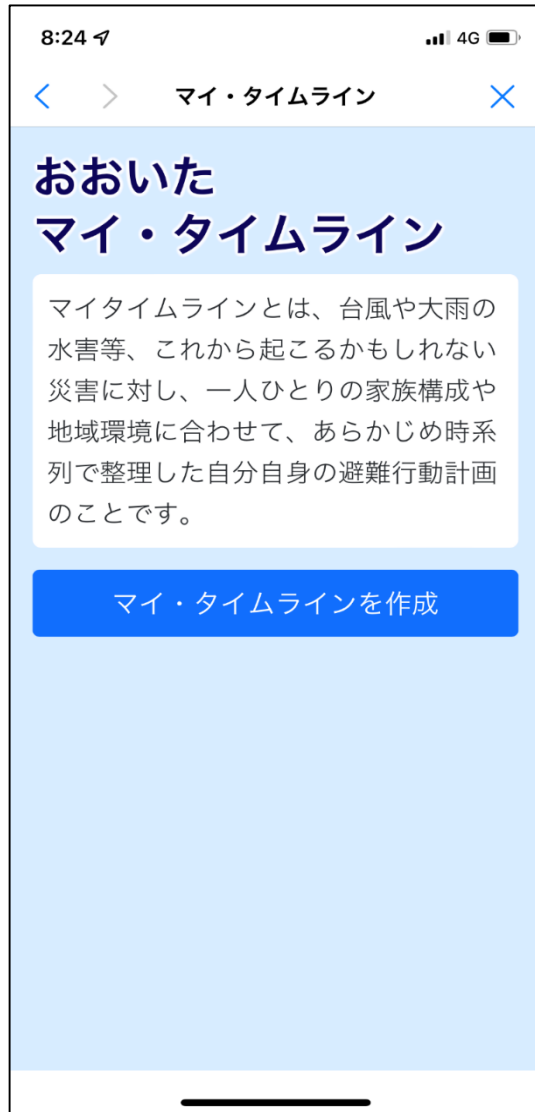 8:24
4G
マイ・タイムライン
おおいた
マイ・タイムライン
マイタイムラインとは、台風や大雨の
水害等、これから起こるかもしれない
災害に対し、一人ひとりの家族構成や
地域環境に合わせて、あらかじめ時系
列で整理した自分自身の避難行動計画
のことです。
マイ・タイムラインを作成